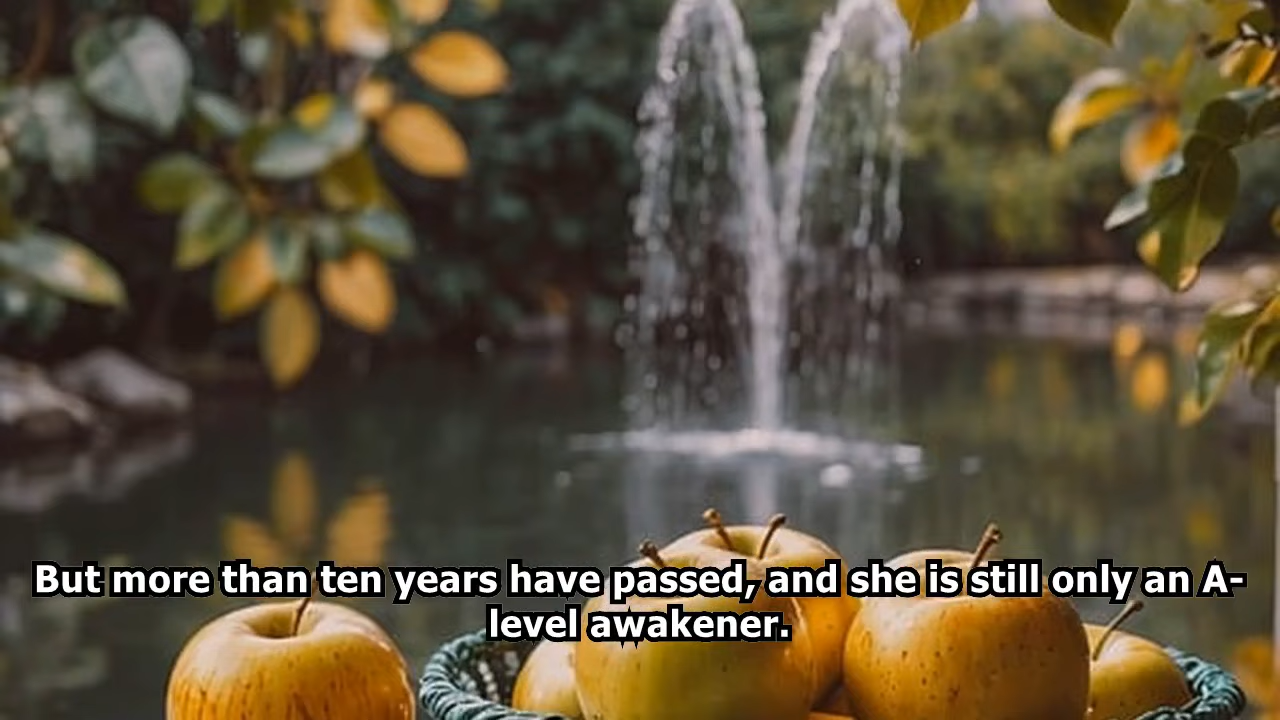 But more than ten years have passed, and she is still only an A-
level awakener.